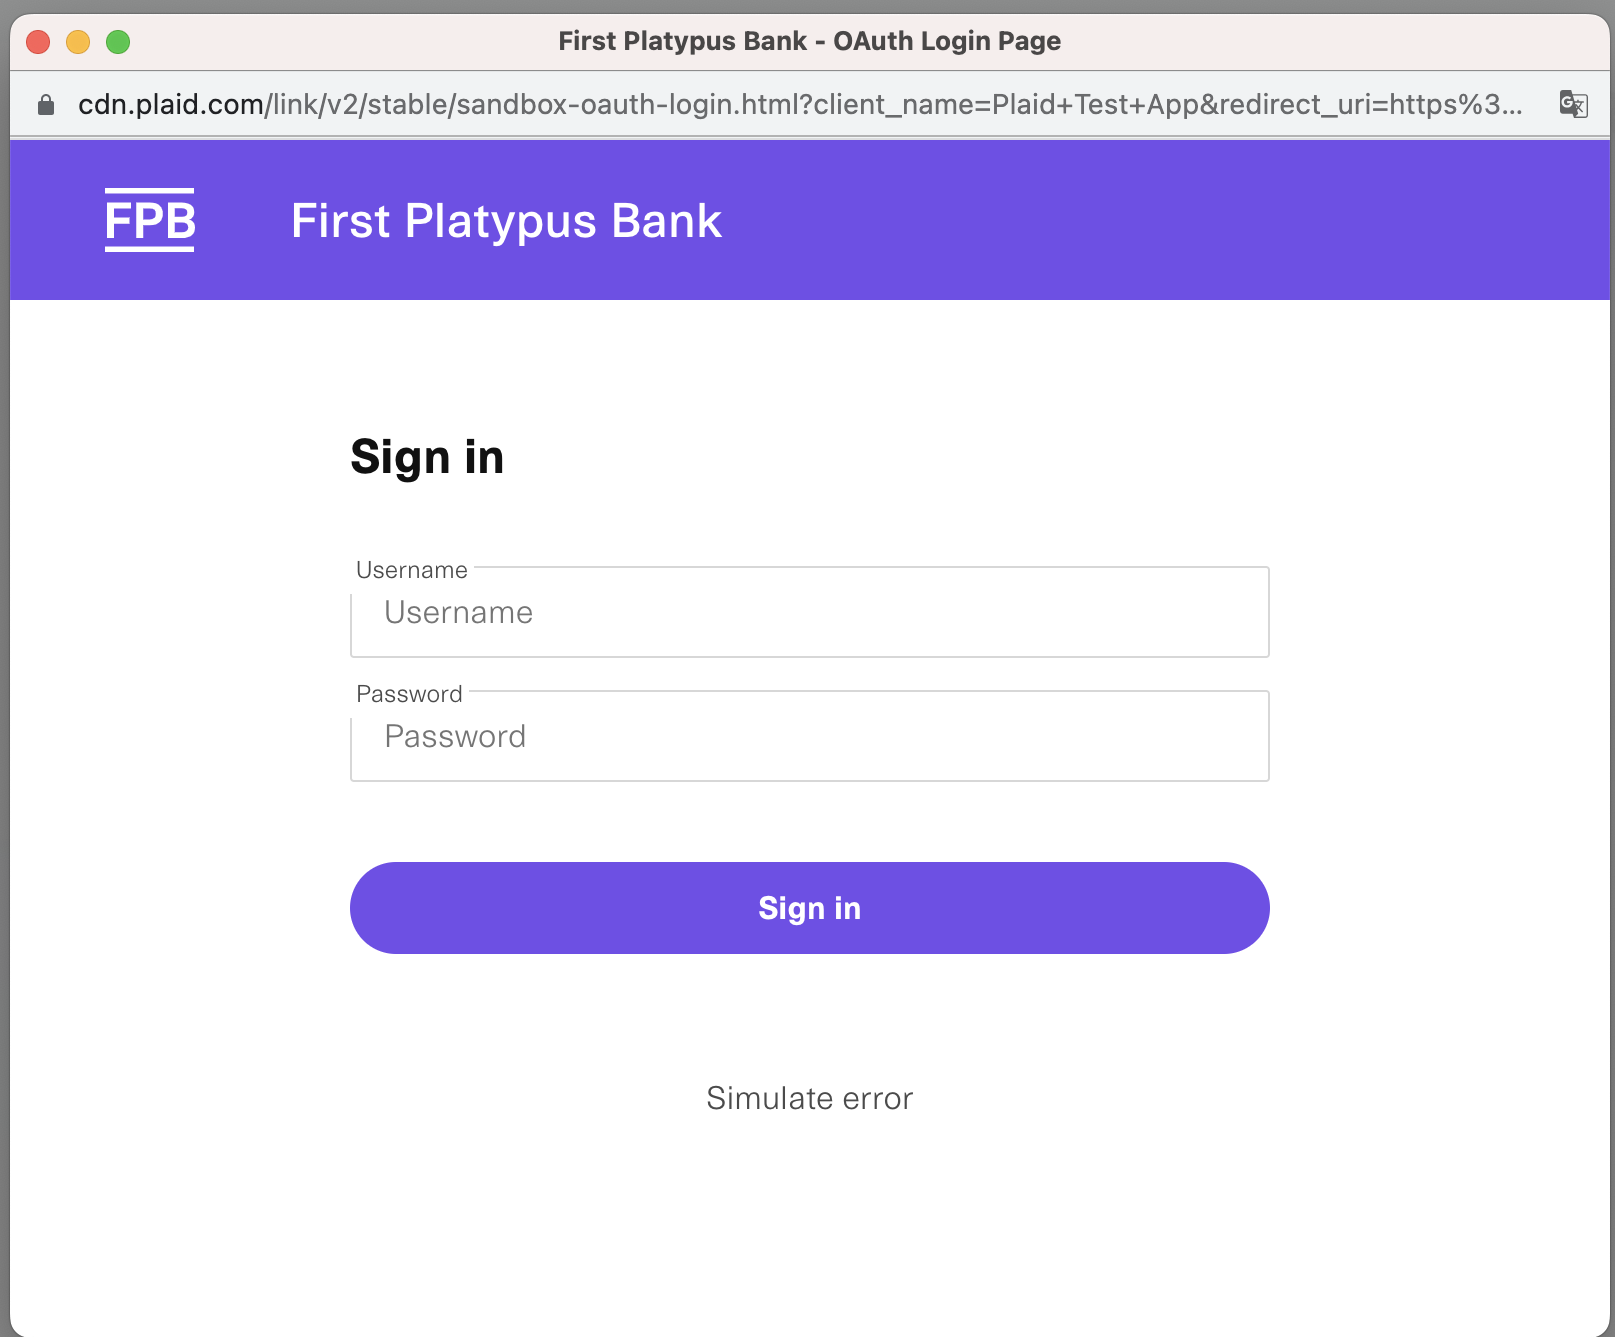 First Platypus Bank - OAuth Login Page
cdn.plaid.com/link/v2/stable/sandbox-oauth-login.html?client_name=Plaid+Test+App&redirect_uri=https%3...
FPB
First Platypus Bank
Sign in
Username
Username
Password
Password
Sign in
Simulate error